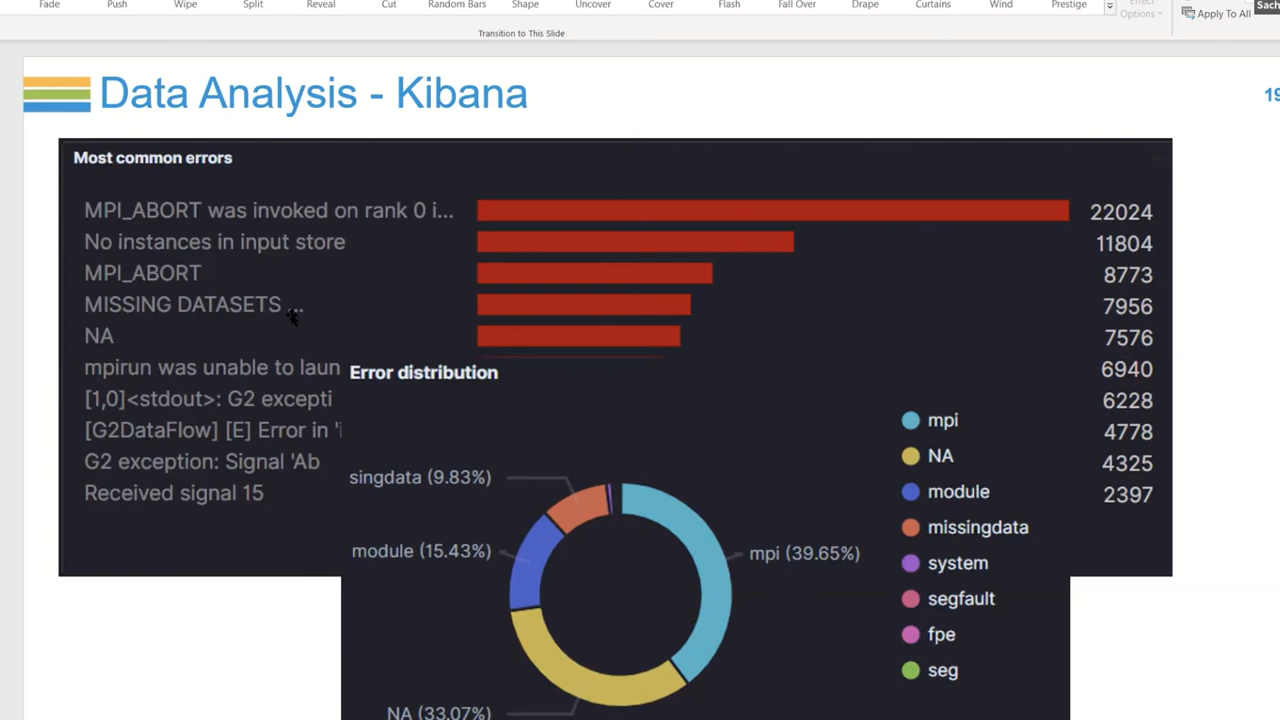 Fade Push Wipe Split Reveal Cut Random Bars Shape Uncover Cover Flash Fall Over Drape Curtains Wind Prestige
Effect
Options
Apply To All
Sach
Transition to This Slide
Data Analysis - Kibana
19
Most common errors
MPI_ABORT was invoked on rank 0 i... 22024
No instances in input store 11804
MPI_ABORT 8773
MISSING DATASETS ... 7956
NA 7576
mpirun was unable to laun 6940
[1,0]<stdout>: G2 excepti 6228
[G2DataFlow] [E] Error in 'i 4778
G2 exception: Signal 'Ab 4325
Received signal 15 2397
Error distribution
singdata (9.83%)
module (15.43%)
mpi (39.65%)
NA (33.07%)
mpi
NA
module
missingdata
system
segfault
fpe
seg